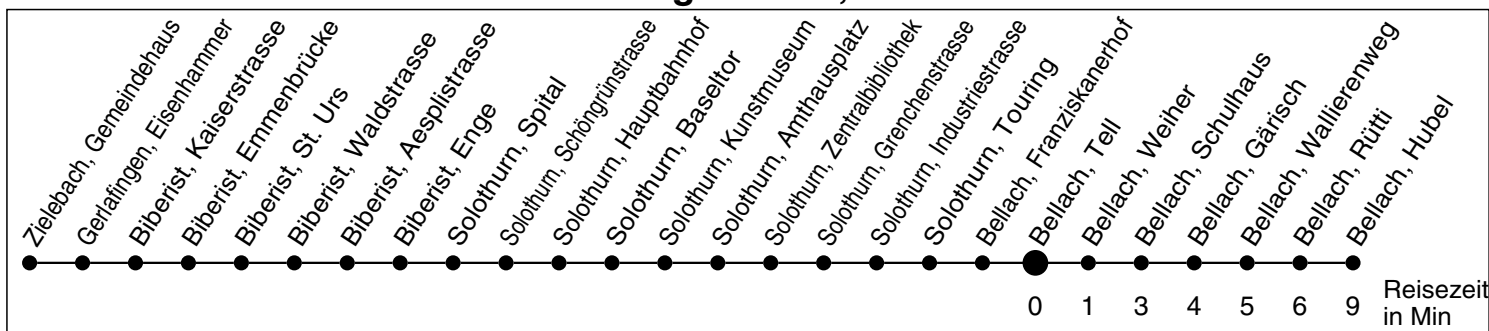 Zielebach, Gemeindehaus
Gerlafingen, Eisenhammer
Biberist, Kaiserstrasse
Biberist, Emmenbrücke
Biberist, St. Urs
Biberist, Waldstrasse
Biberist, Aesplistrasse
Biberist, Enge
Solothurn, Spital
Solothurn, Schöngrünstrasse
Solothurn, Hauptbahnhof
Solothurn, Baseltor
Solothurn, Kunstmuseum
Solothurn, Amthausplatz
Solothurn, Zentralbibliothek
Solothurn, Grenchenstrasse
Solothurn, Industriestrasse
Solothurn, Touring
Bellach, Franziskanerhof
Bellach, Tell
Bellach, Weiher
Bellach, Schulhaus
Bellach, Gärisch
Bellach, Wallierenweg
Bellach, Rütti
Bellach, Hubel
0 1 3 4 5 6 9 Reisezeit
in Min